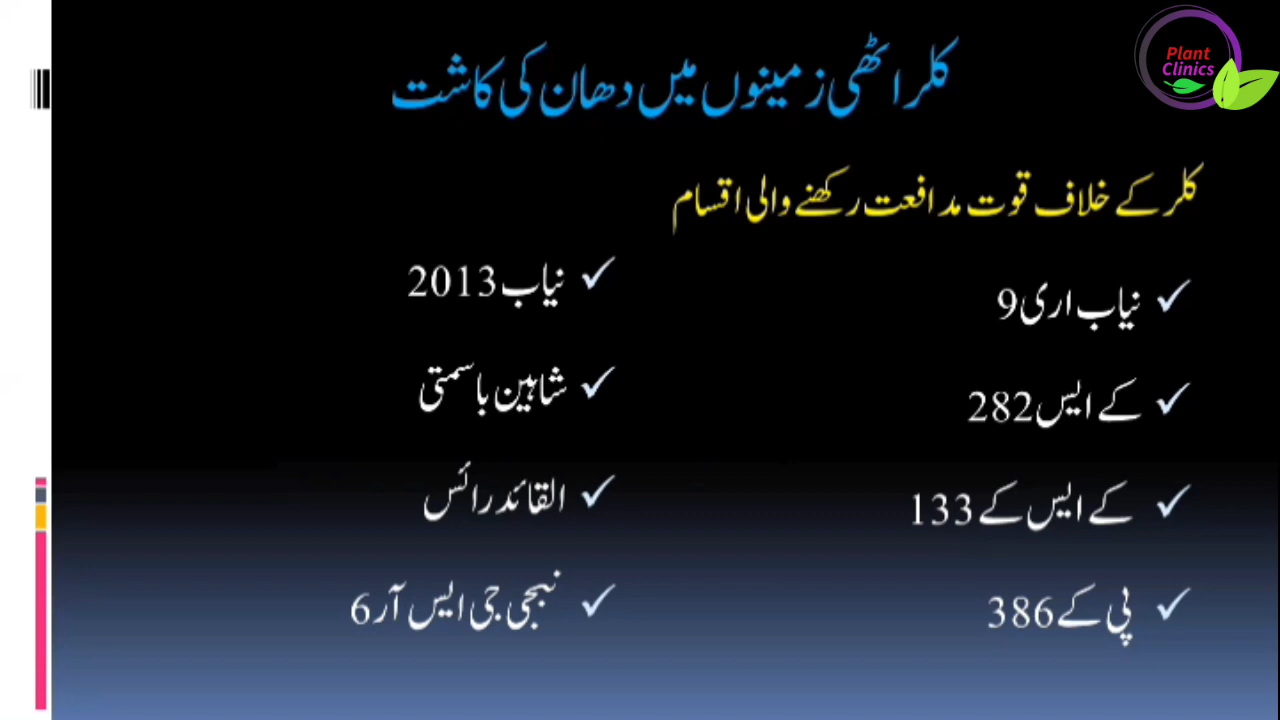 Plant
Clinics
کلر اٹھی زمینوں میں دھان کی کاشت
کلر کے خلاف قوت مدافعت رکھنے والی اقسام
✓ نیاب اری 9
✓ کے ایس 282
✓ کے ایس کے 133
✓ پی کے 386
✓ نیاب 2013
✓ شاہین باسمتی
✓ القائد رائس
✓ نبجی جی ایس آر 6